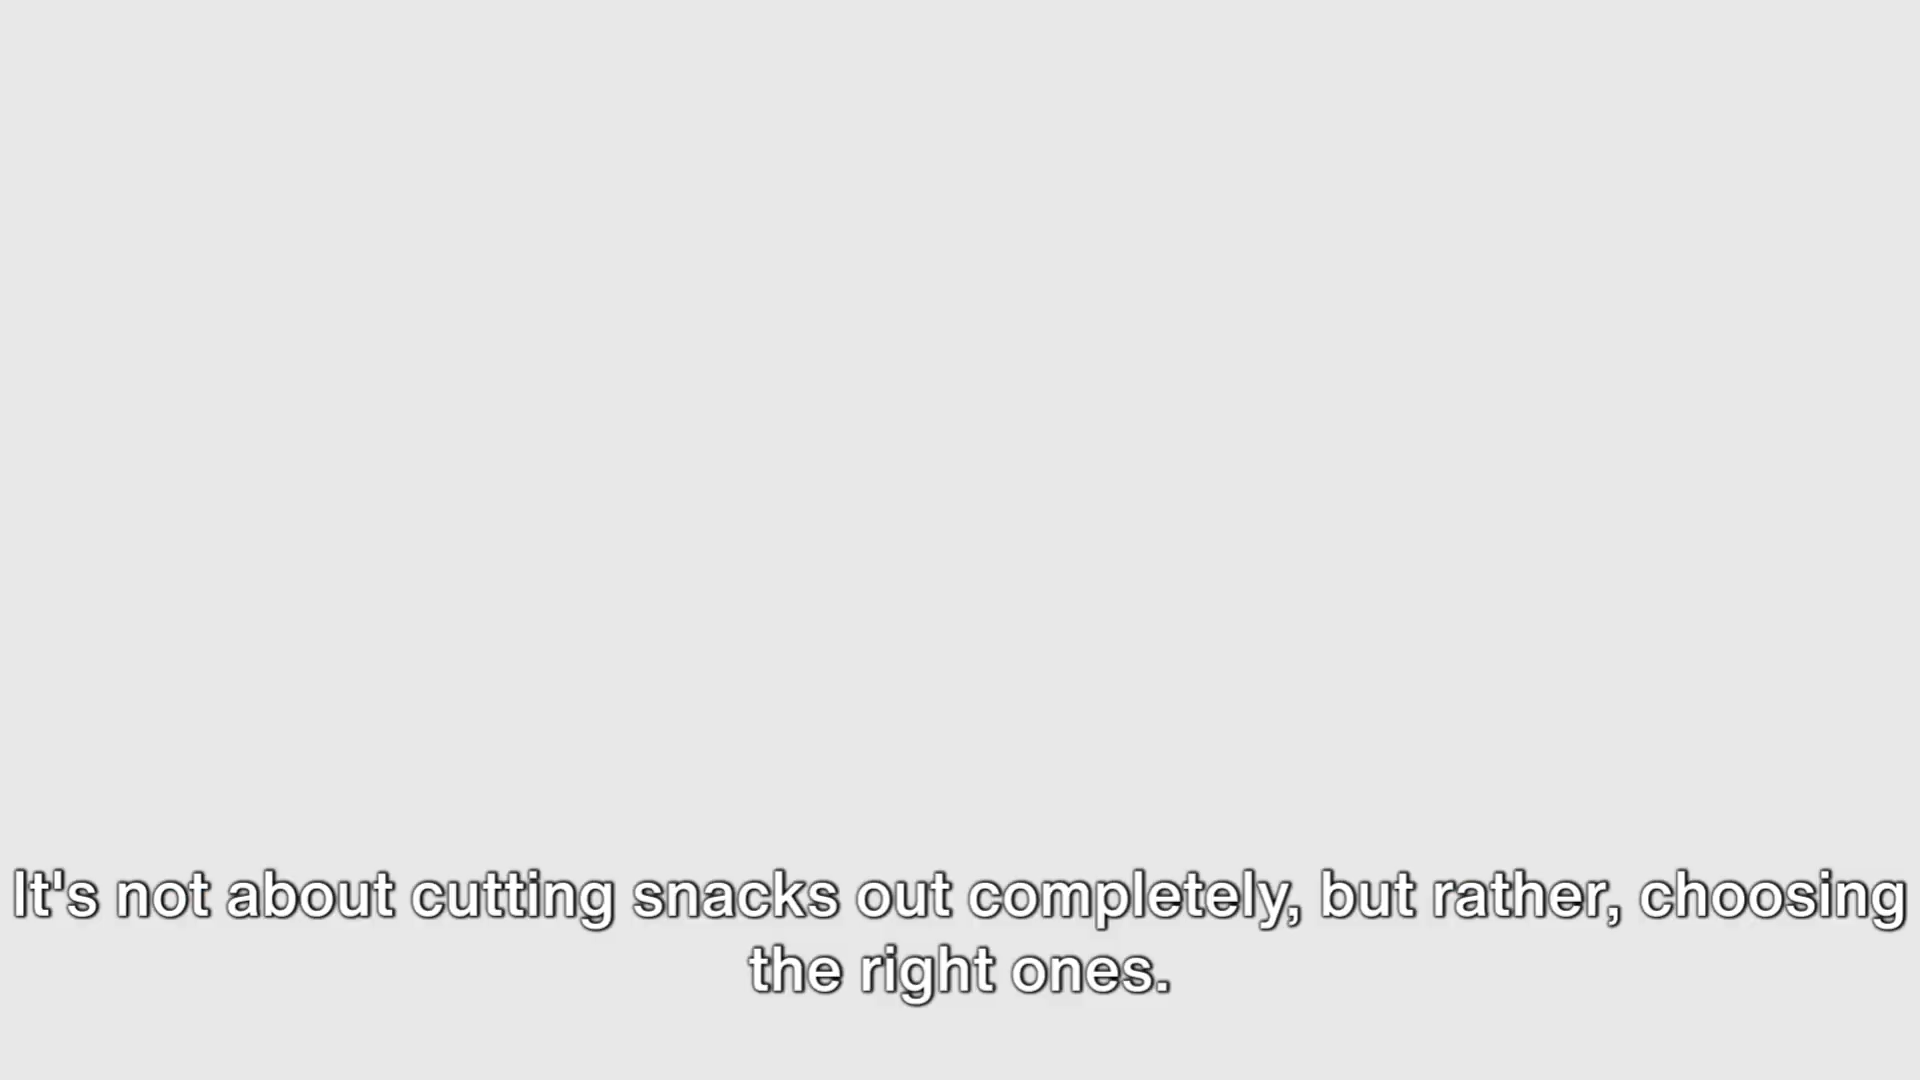 It's not about cutting snacks out completely, but rather, choosing
the right ones.